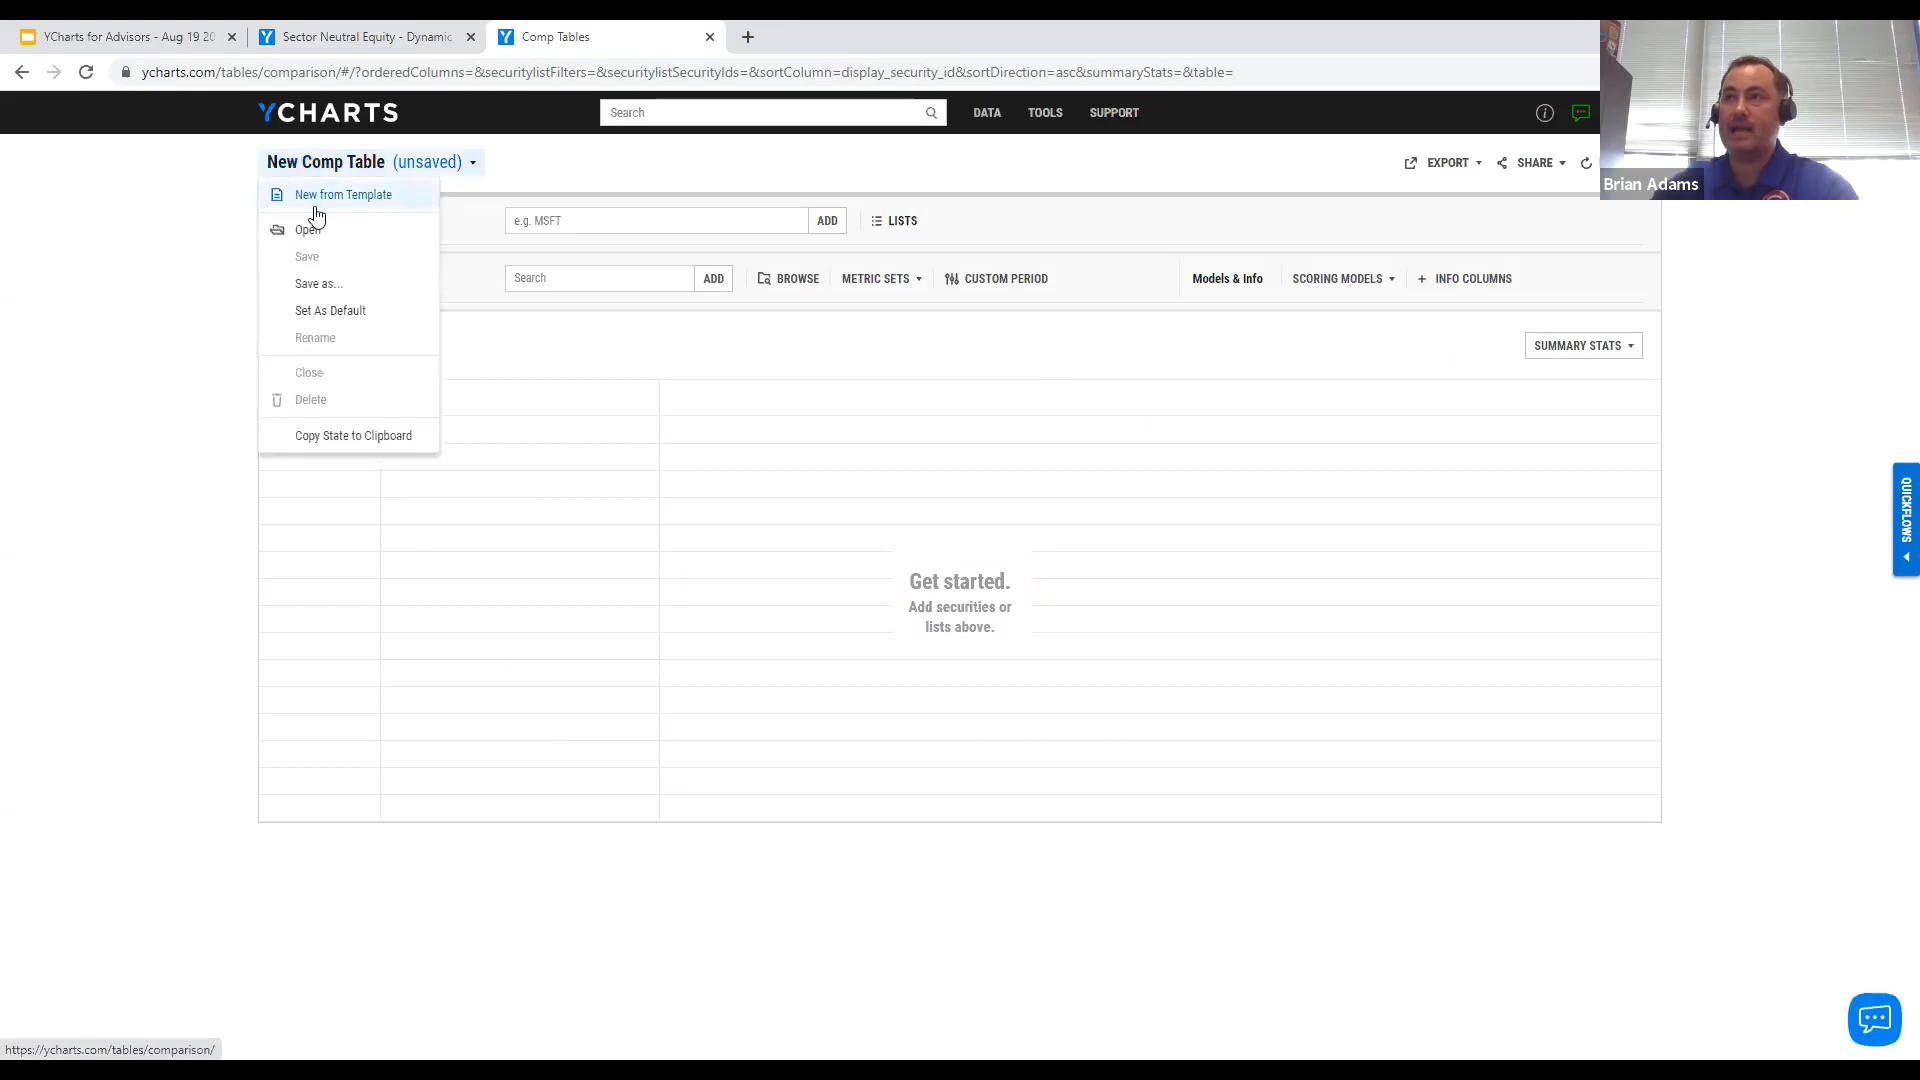 YCharts for Advisors - Aug 19 20
Sector Neutral Equity - Dynamic
Comp Tables
ycharts.com/tables/comparison/#/?orderedColumns=&securitylistFilters=&securitylistSecurityIds=&sortColumn=display_security_id&sortDirection=asc&summaryStats=&table=
YCHARTS
Search
DATA
TOOLS
SUPPORT
Brian Adams
New Comp Table (unsaved)
EXPORT
SHARE
New from Template
Open
Save
Save as...
Set As Default
Rename
Close
Delete
Copy State to Clipboard
e.g. MSFT
ADD
LISTS
Search
ADD
BROWSE
METRIC SETS
CUSTOM PERIOD
Models & Info
SCORING MODELS
+ INFO COLUMNS
SUMMARY STATS
Get started.
Add securities or
lists above.
QUICKFLOWS
https://ycharts.com/tables/comparison/